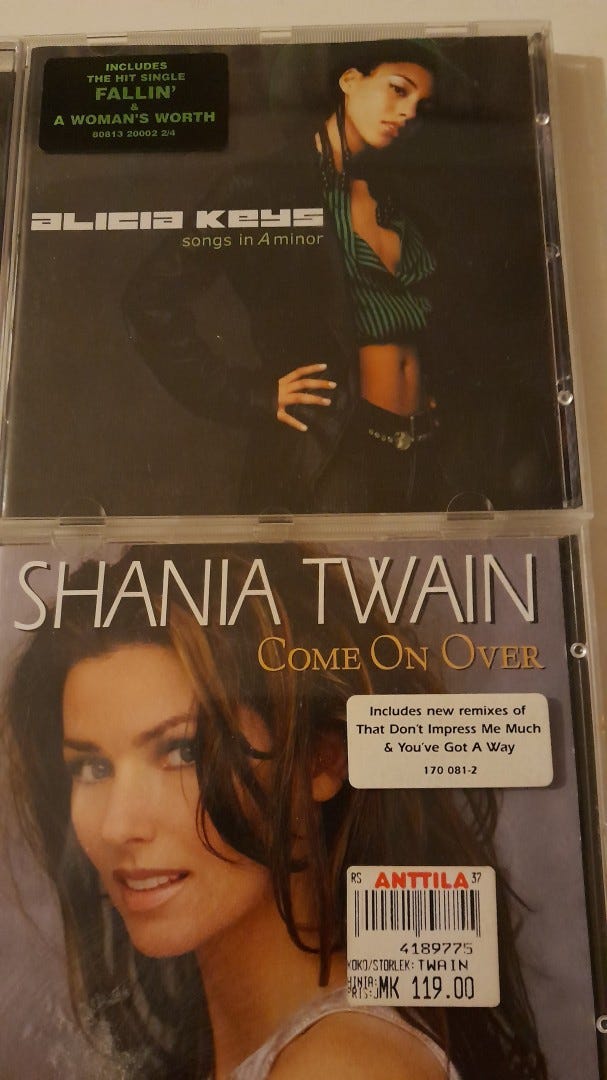 INCLUDES
THE HIT SINGLE
FALLIN'
&
A WOMAN'S WORTH
80813 20002 2/4
ALICIA KEYS
songs in A minor
SHANIA TWAIN
COME ON OVER
Includes new remixes of
That Don't Impress Me Much
& You've Got A Way
170 081-2
RS ANTTILA 37
4189775
KOKO/STORLEK: TWAIN
MK 119.00